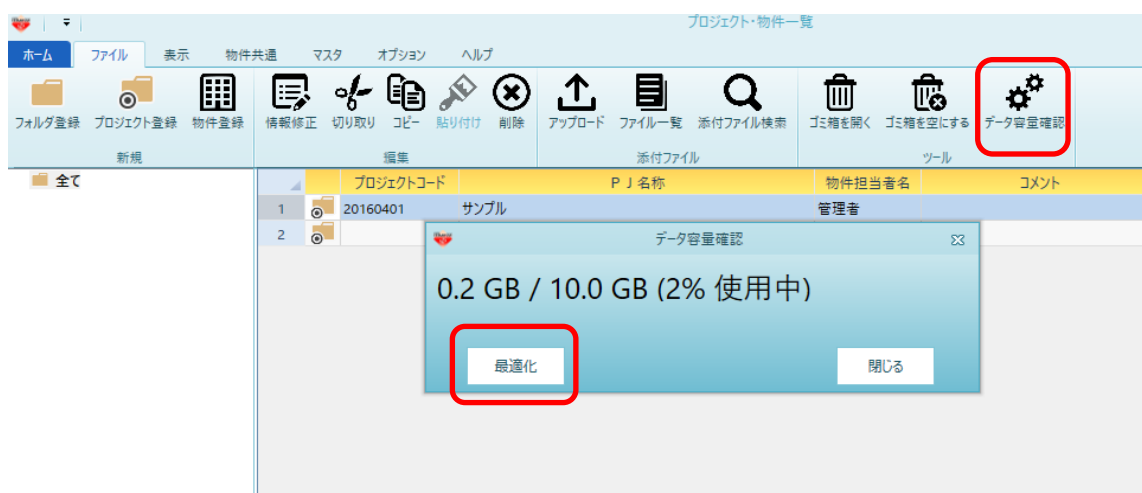 プロジェクト・物件一覧
ホーム ファイル 表示 物件共通 マスタ オプション ヘルプ
フォルダ登録 プロジェクト登録 物件登録 情報修正 切り取り コピー 貼り付け 削除 アップロード ファイル一覧 添付ファイル検索 ゴミ箱を開く ゴミ箱を空にする データ容量確認
新規 編集 添付ファイル ツール
全て プロジェクトコード ＰＪ名称 物件担当者名 コメント
1 20160401 サンプル 管理者
2
データ容量確認
0.2 GB / 10.0 GB (2% 使用中)
最適化 閉じる